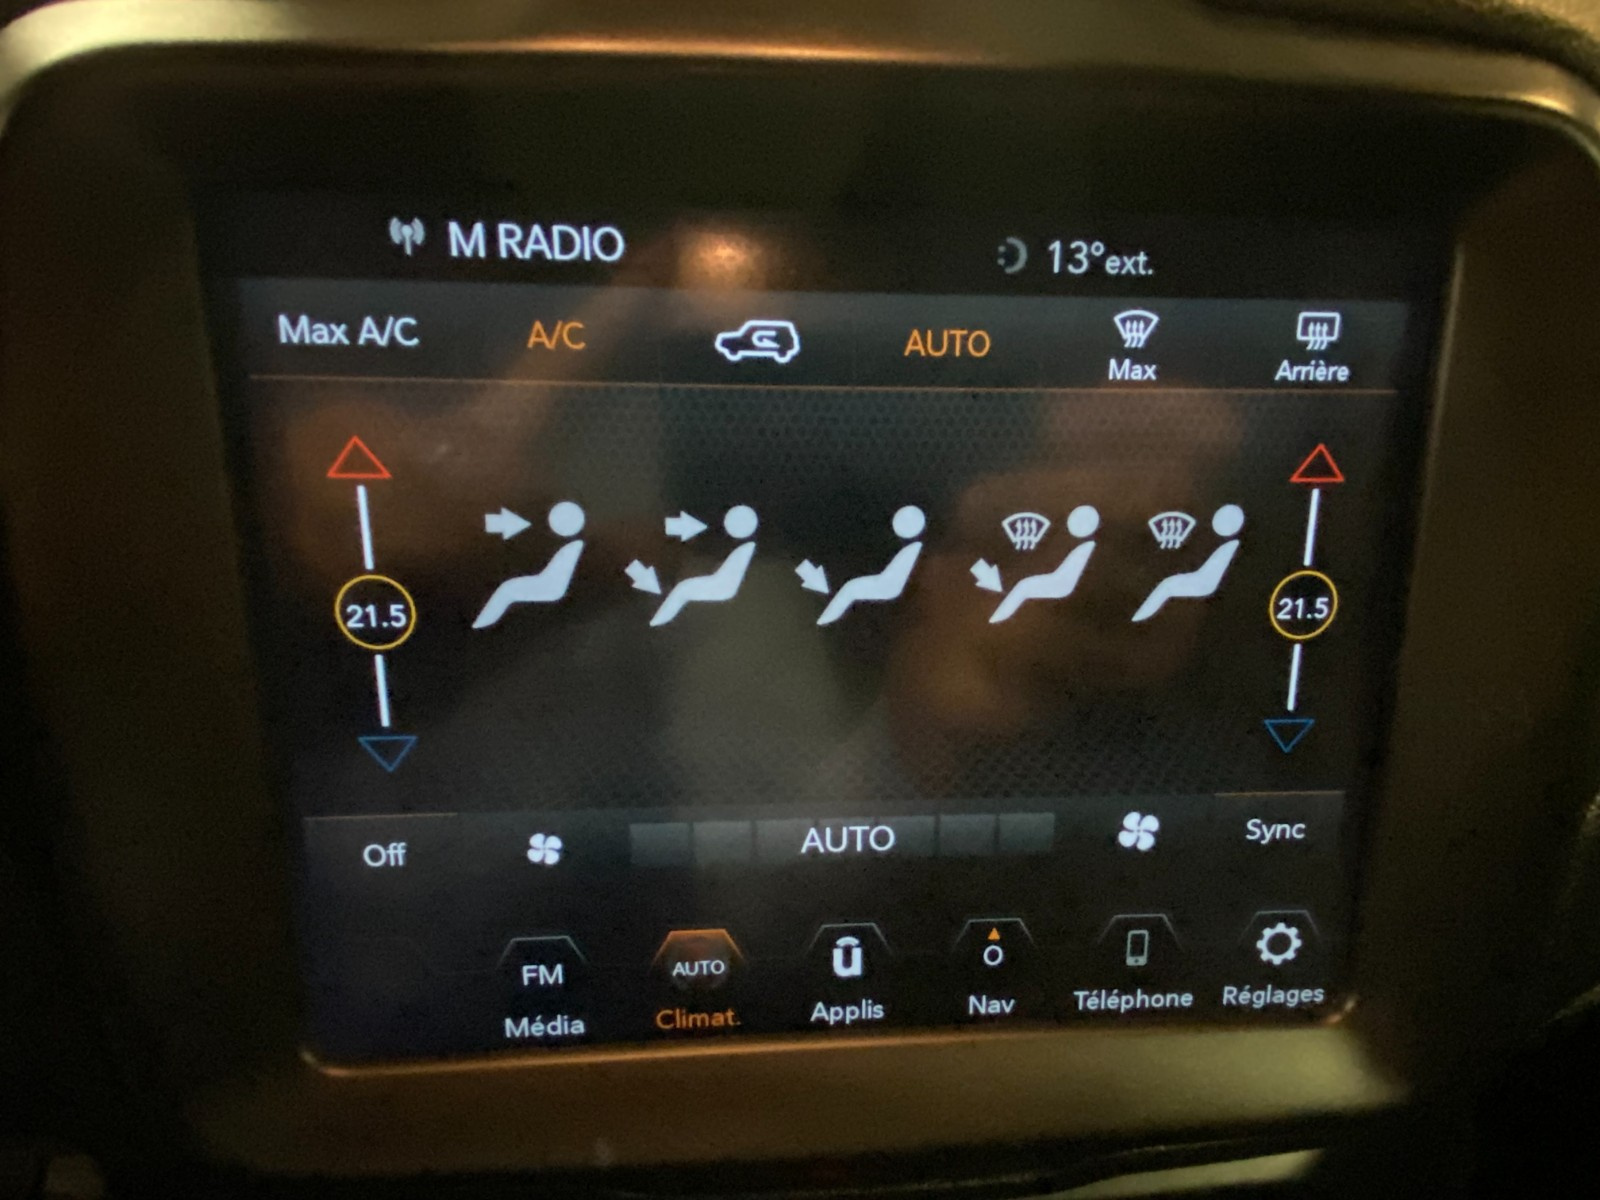 M RADIO 13°ext.
Max A/C A/C AUTO Max Arrière
21.5 21.5
Off AUTO Sync
FM AUTO
Média Climat. Applis Nav Téléphone Réglages